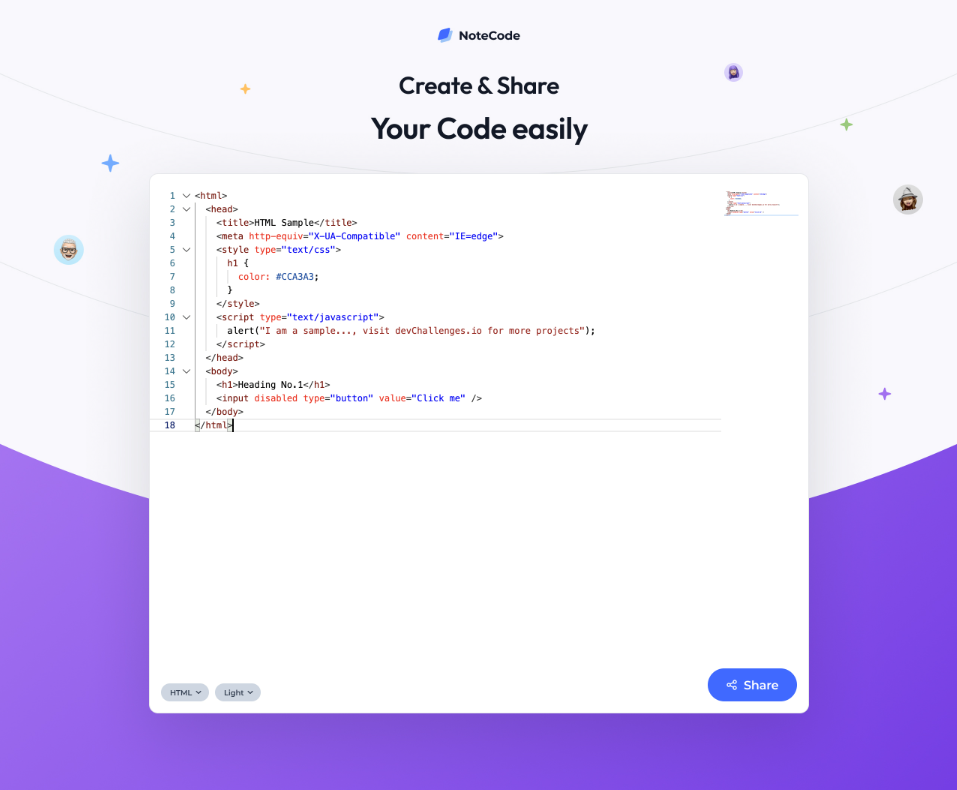 NoteCode
Create & Share
Your Code easily
1 <html>
2 <head>
3 <title>HTML Sample</title>
4 <meta http-equiv="X-UA-Compatible" content="IE=edge">
5 <style type="text/css">
6 h1 {
7 color: #CCA3A3;
8 }
9 </style>
10 <script type="text/javascript">
11 alert("I am a sample..., visit devChallenges.io for more projects");
12 </script>
13 </head>
14 <body>
15 <h1>Heading No.1</h1>
16 <input disabled type="button" value="Click me" />
17 </body>
18 </html>
HTML Light Share